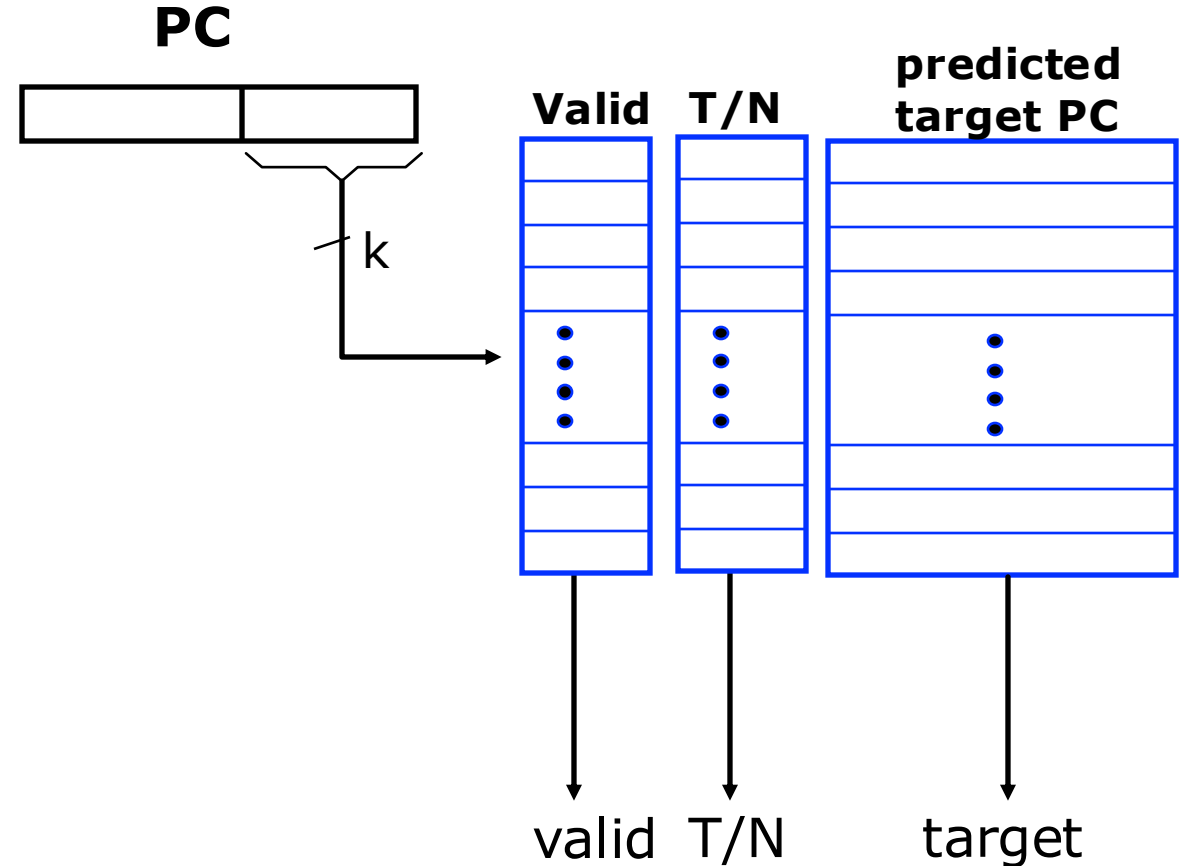 PC
predicted
target PC
Valid
T/N
k
valid
T/N
target